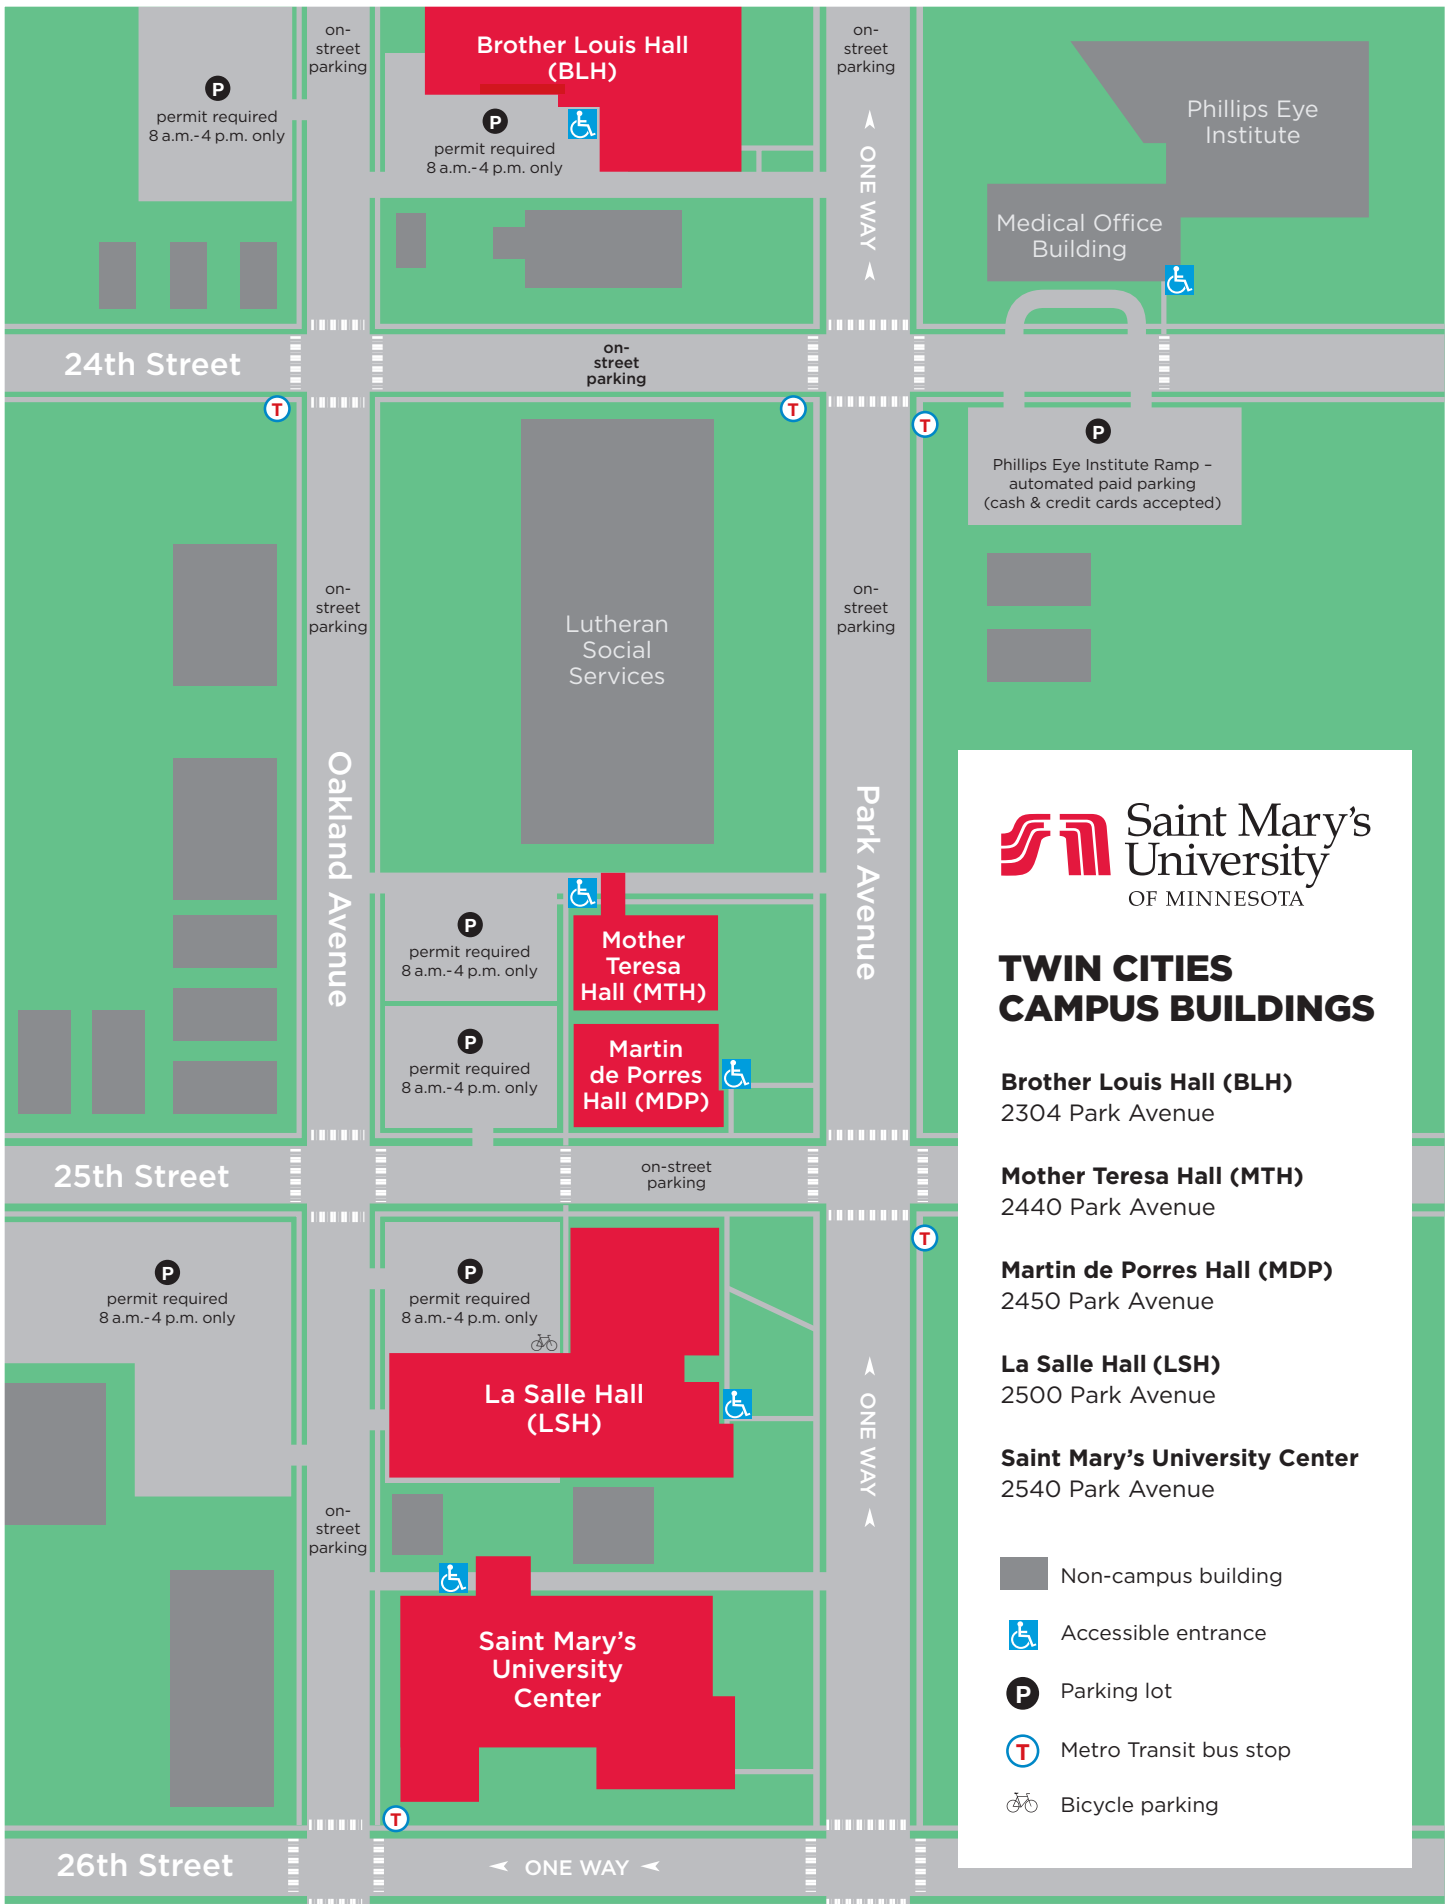 on-
street
parking
Brother Louis Hall
(BLH)
on-
street
parking
P
permit required
8 a.m.-4 p.m. only
P
permit required
8 a.m.-4 p.m. only
Phillips Eye
Institute
ONE WAY
Medical Office
Building
24th Street
on-
street
parking
T
T
T
P
Phillips Eye Institute Ramp –
automated paid parking
(cash & credit cards accepted)
on-
street
parking
Lutheran
Social
Services
on-
street
parking
Oakland Avenue
Park Avenue
P
permit required
8 a.m.-4 p.m. only
Mother
Teresa
Hall (MTH)
P
permit required
8 a.m.-4 p.m. only
Martin
de Porres
Hall (MDP)
25th Street
on-street
parking
T
P
permit required
8 a.m.-4 p.m. only
P
permit required
8 a.m.-4 p.m. only
La Salle Hall
(LSH)
ONE WAY
on-
street
parking
Saint Mary's
University
Center
T
26th Street
ONE WAY
Saint Mary's
University
OF MINNESOTA
TWIN CITIES
CAMPUS BUILDINGS
Brother Louis Hall (BLH)
2304 Park Avenue
Mother Teresa Hall (MTH)
2440 Park Avenue
Martin de Porres Hall (MDP)
2450 Park Avenue
La Salle Hall (LSH)
2500 Park Avenue
Saint Mary's University Center
2540 Park Avenue
Non-campus building
Accessible entrance
P Parking lot
T Metro Transit bus stop
Bicycle parking